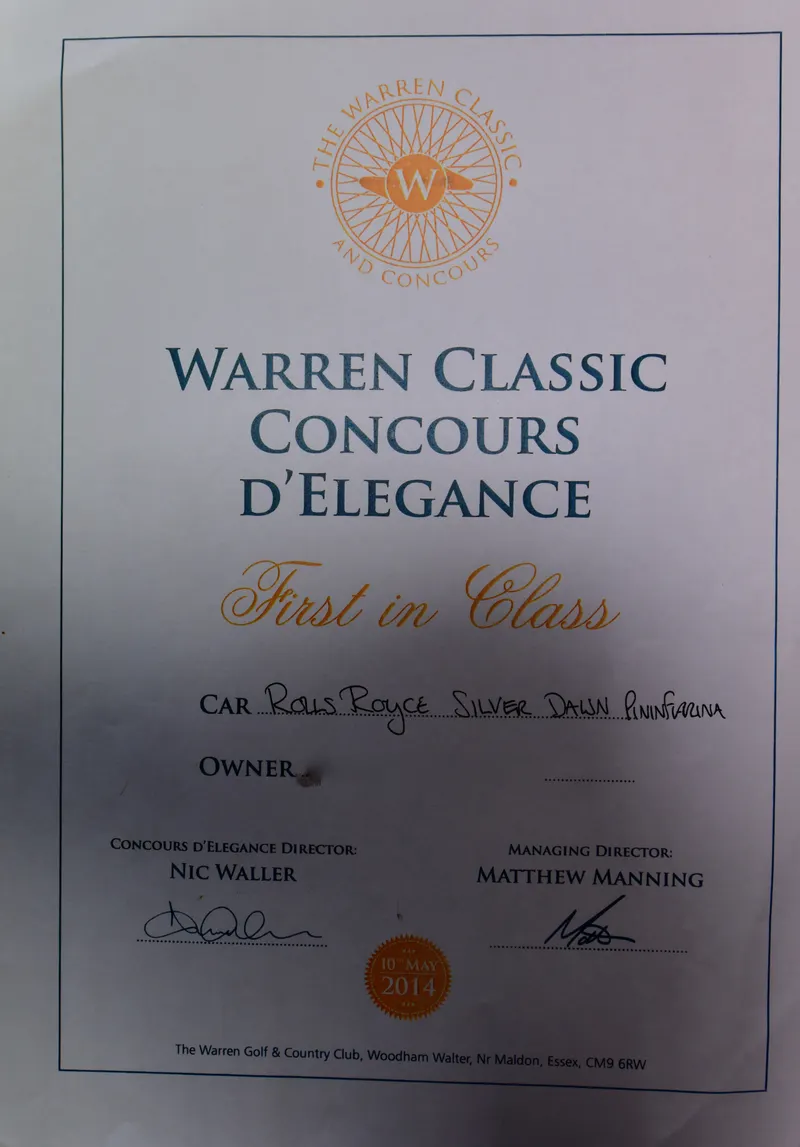 THE WARREN CLASSIC
W
AND CONCOURS
WARREN CLASSIC
CONCOURS
D'ELEGANCE
First in Class
CAR ROLLS ROYCE SILVER DAWN PININFARINA
OWNER
CONCOURS D'ELEGANCE DIRECTOR:
NIC WALLER
MANAGING DIRECTOR:
MATTHEW MANNING
10TH MAY
2014
The Warren Golf & Country Club, Woodham Walter, Nr Maldon, Essex, CM9 6RW